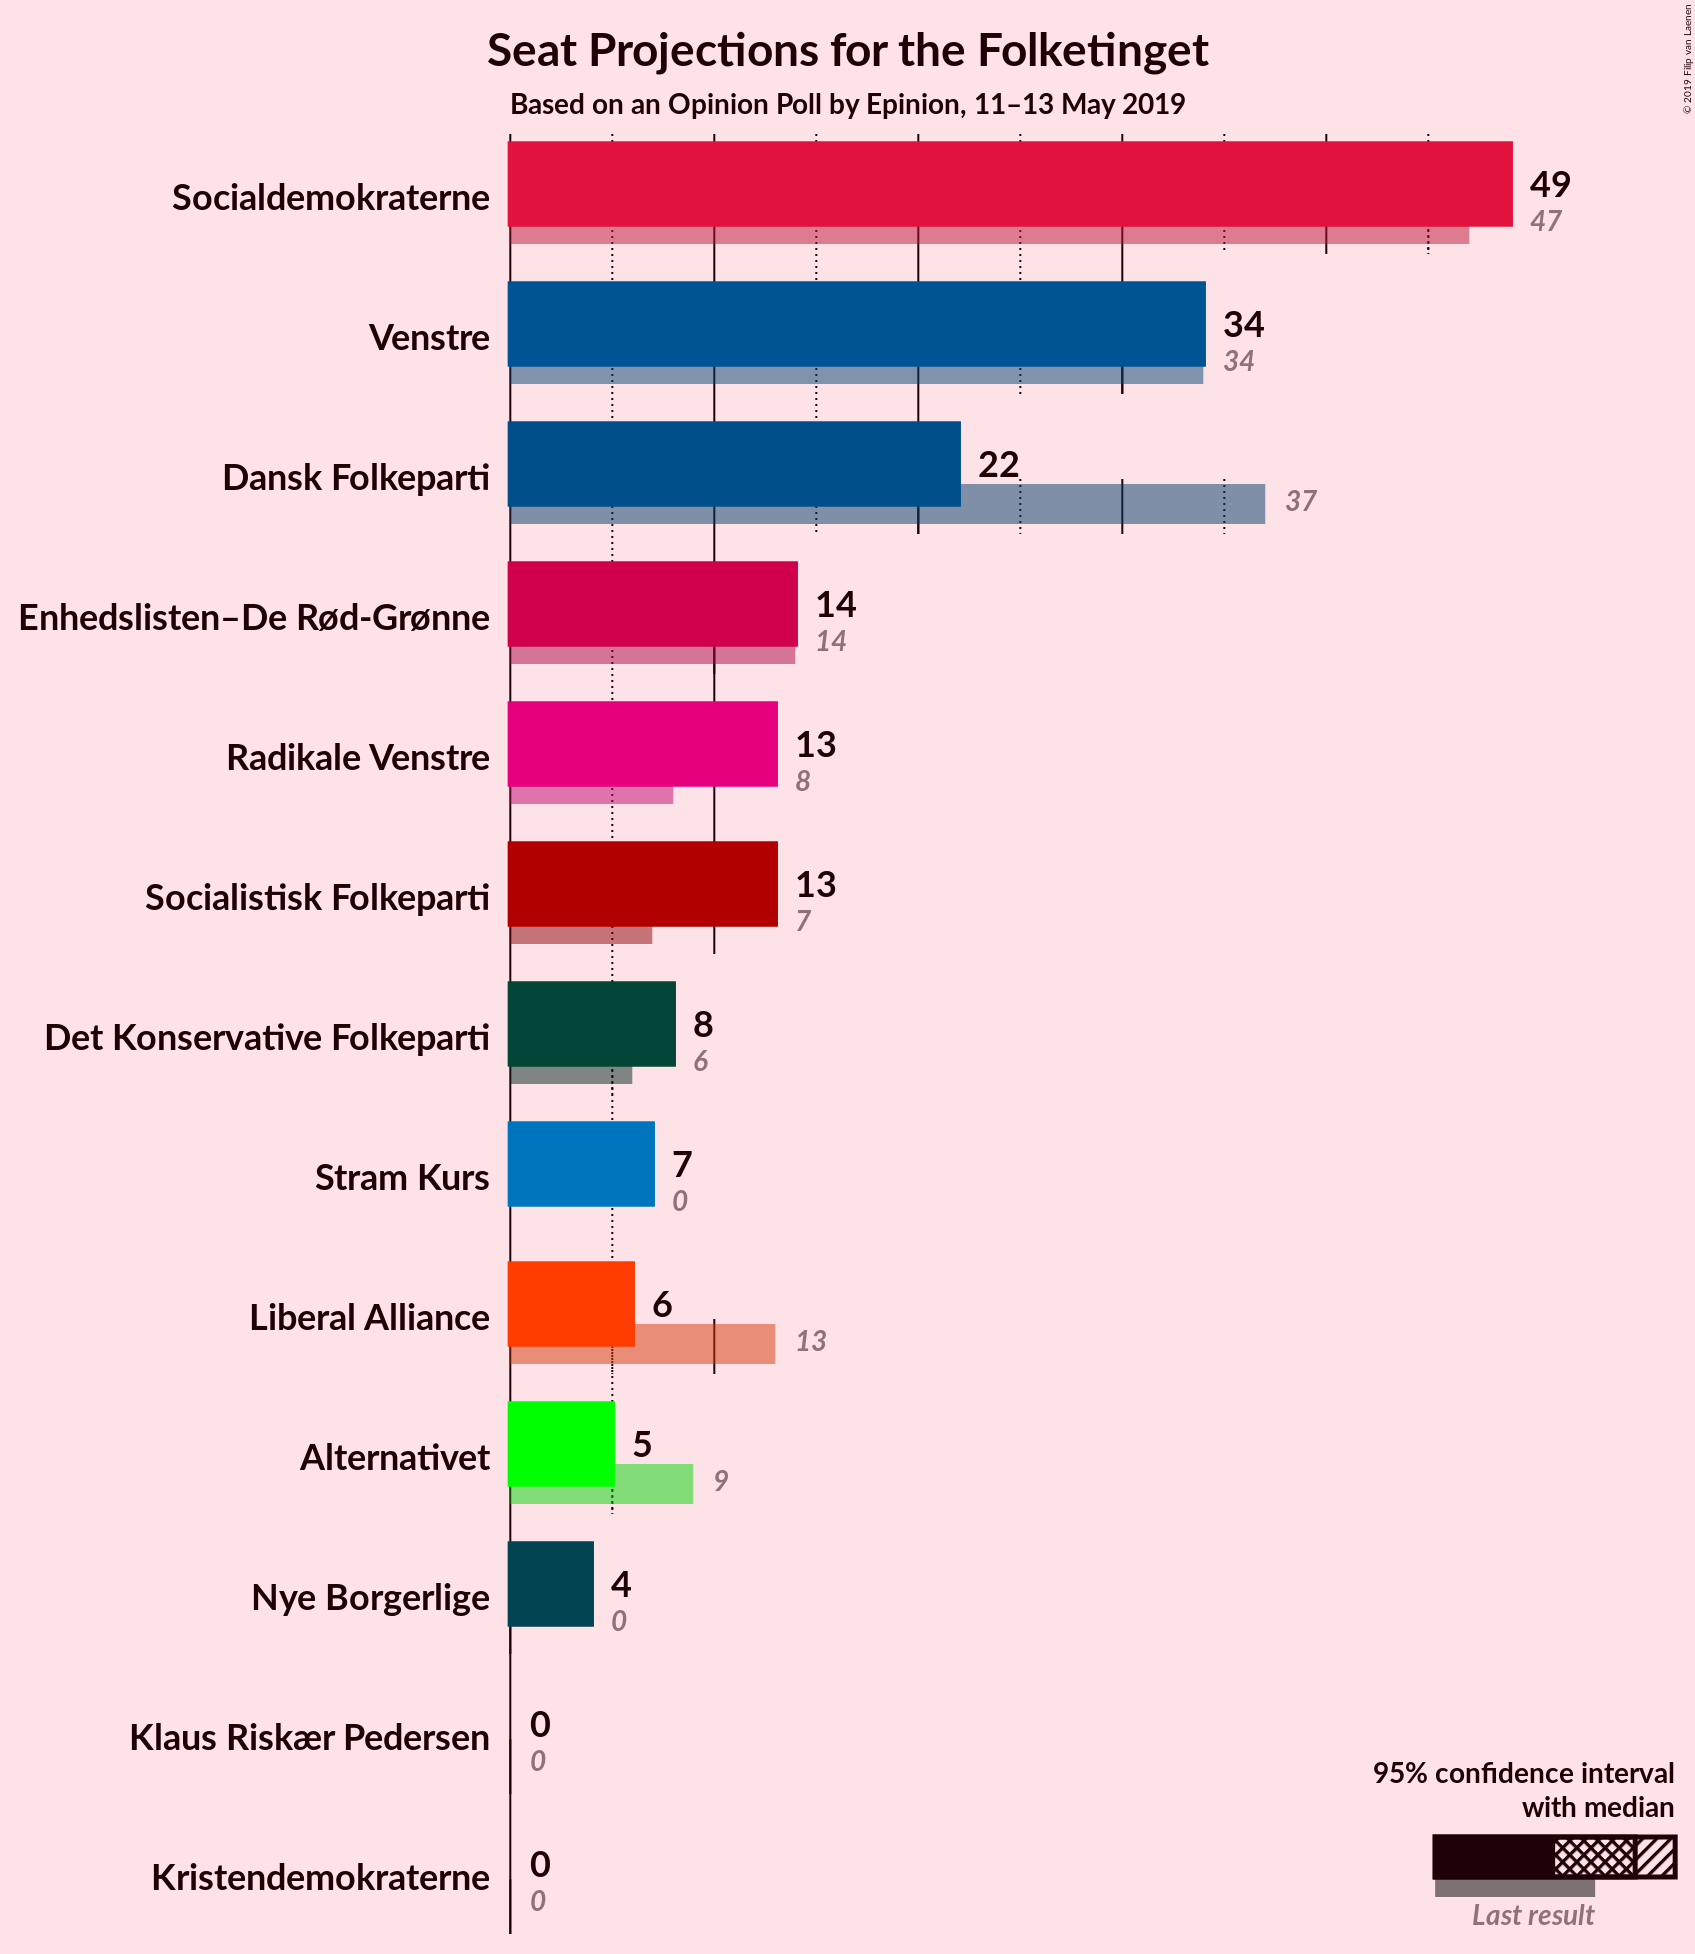 Seat Projections for the Folketinget
Based on an Opinion Poll by Epinion, 11–13 May 2019
© 2019 Filip van Laenen
Socialdemokraterne
49
47
Venstre
34
34
Dansk Folkeparti
22
37
Enhedslisten–De Rød-Grønne
14
14
Radikale Venstre
13
8
Socialistisk Folkeparti
13
7
Det Konservative Folkeparti
8
6
Stram Kurs
7
0
Liberal Alliance
6
13
Alternativet
5
9
Nye Borgerlige
4
0
Klaus Riskær Pedersen
0
0
Kristendemokraterne
0
0
95% confidence interval
with median
Last result